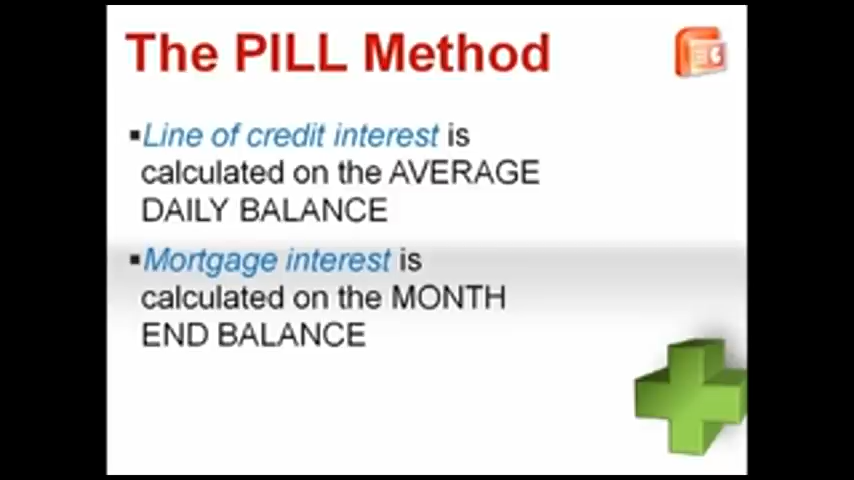 The PILL Method
▪Line of credit interest is
calculated on the AVERAGE
DAILY BALANCE
▪Mortgage interest is
calculated on the MONTH
END BALANCE